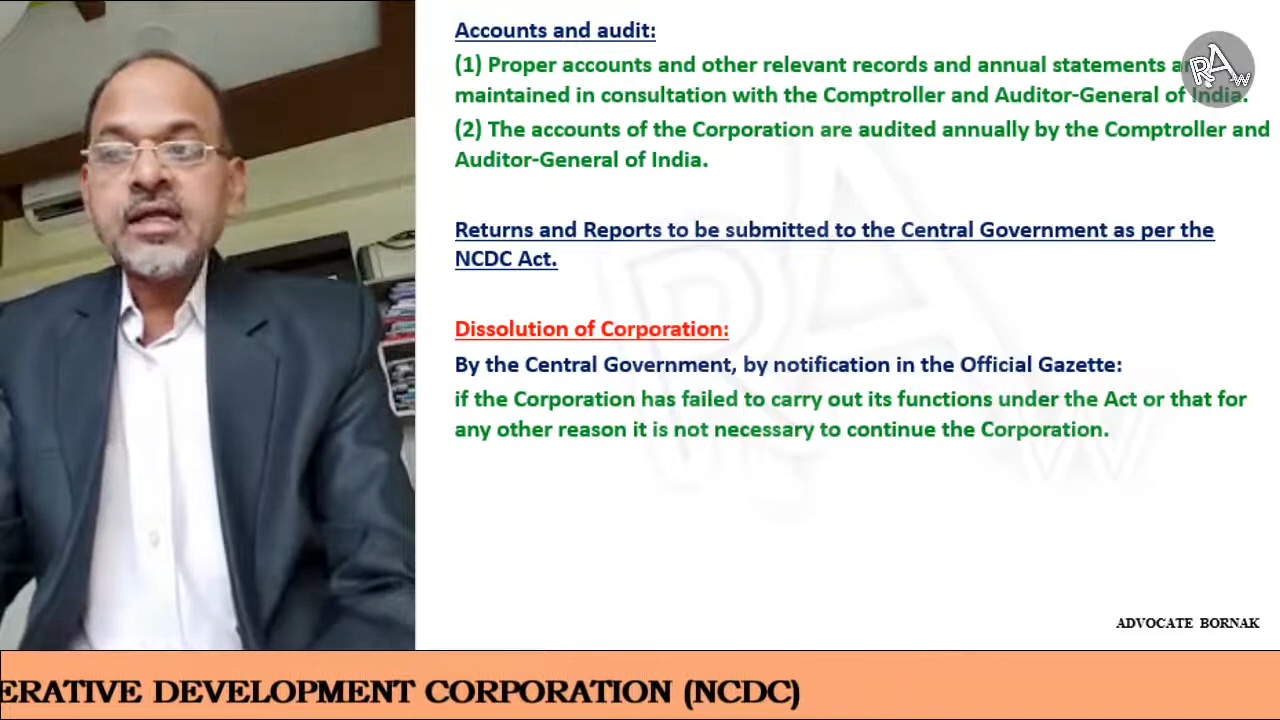 Accounts and audit:
(1) Proper accounts and other relevant records and annual statements
maintained in consultation with the Comptroller and Auditor-General of India.
(2) The accounts of the Corporation are audited annually by the Comptroller and
Auditor-General of India.
Returns and Reports to be submitted to the Central Government as per the
NCDC Act.
Dissolution of Corporation:
By the Central Government, by notification in the Official Gazette:
if the Corporation has failed to carry out its functions under the Act or that for
any other reason it is not necessary to continue the Corporation.
ADVOCATE BORNAK
ERATIVE DEVELOPMENT CORPORATION (NCDC)